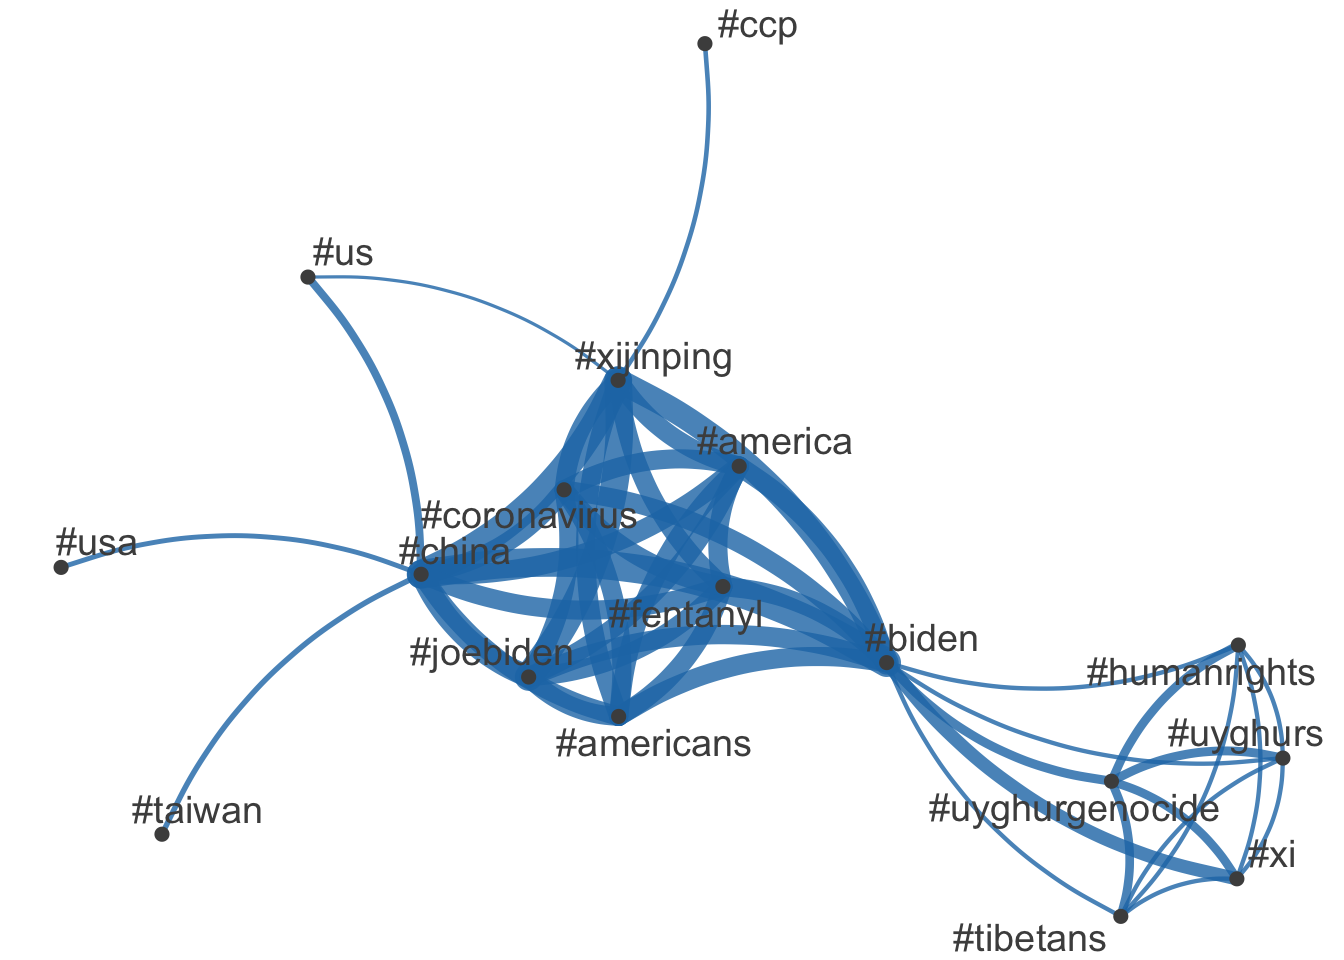 #ccp
#us
#xijinping
#america
#coronavirus
#usa
#china
#fentanyl
#biden
#joebiden
#humanrights
#uyghurs
#americans
#taiwan
#uyghurgenocide
#xi
#tibetans